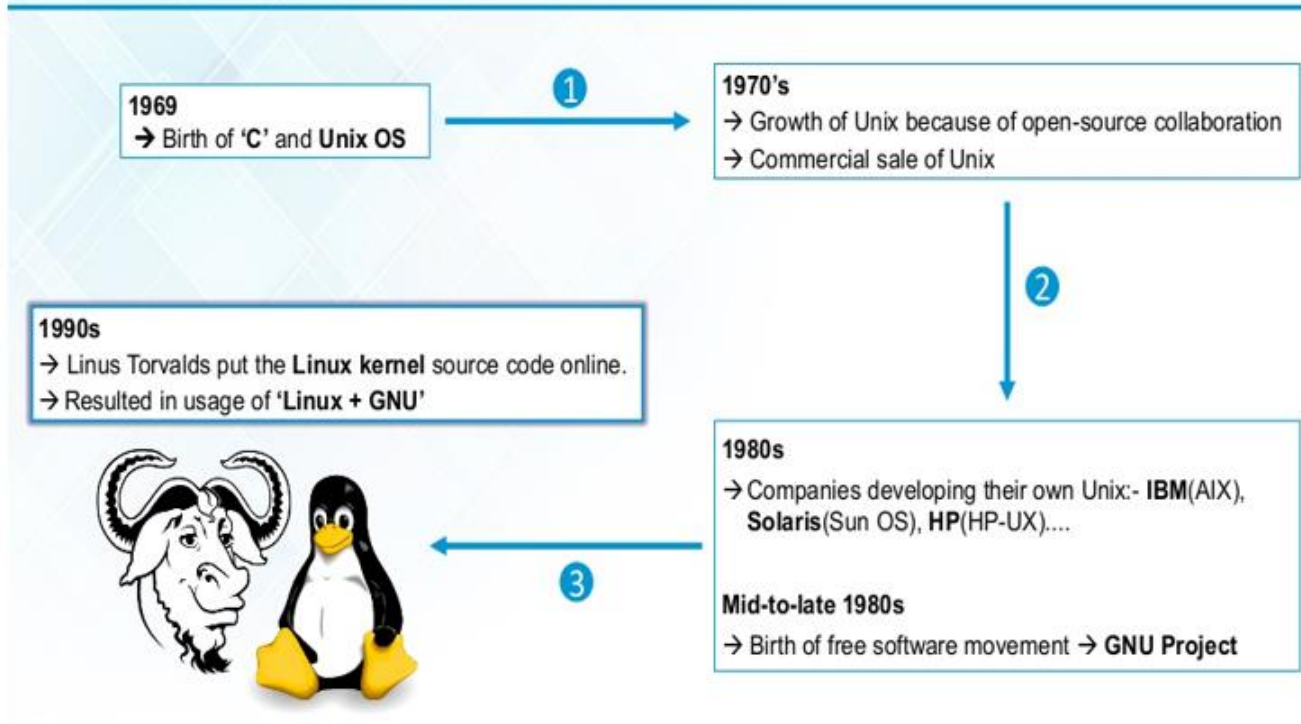 1969
→ Birth of ‘C’ and Unix OS
1
1970’s
→ Growth of Unix because of open-source collaboration
→ Commercial sale of Unix
2
1980s
→ Companies developing their own Unix:- IBM(AIX),
Solaris(Sun OS), HP(HP-UX)....
Mid-to-late 1980s
→ Birth of free software movement → GNU Project
3
1990s
→ Linus Torvalds put the Linux kernel source code online.
→ Resulted in usage of ‘Linux + GNU’